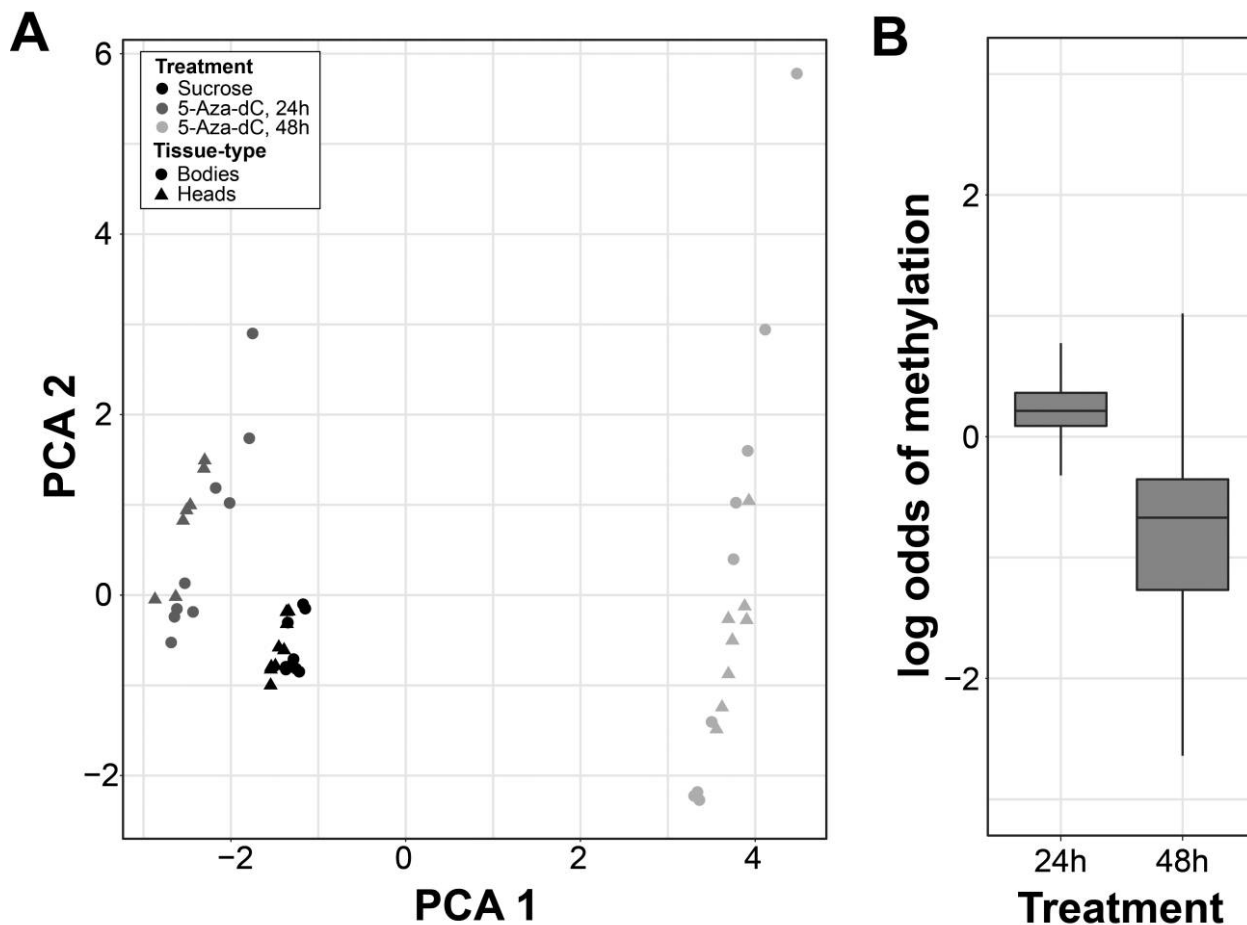 A
PCA 2
6
4
2
0
−2
Treatment
Sucrose
5-Aza-dC, 24h
5-Aza-dC, 48h
Tissue-type
Bodies
Heads
−2
0
2
4
PCA 1
B
log odds of methylation
2
0
−2
24h
48h
Treatment